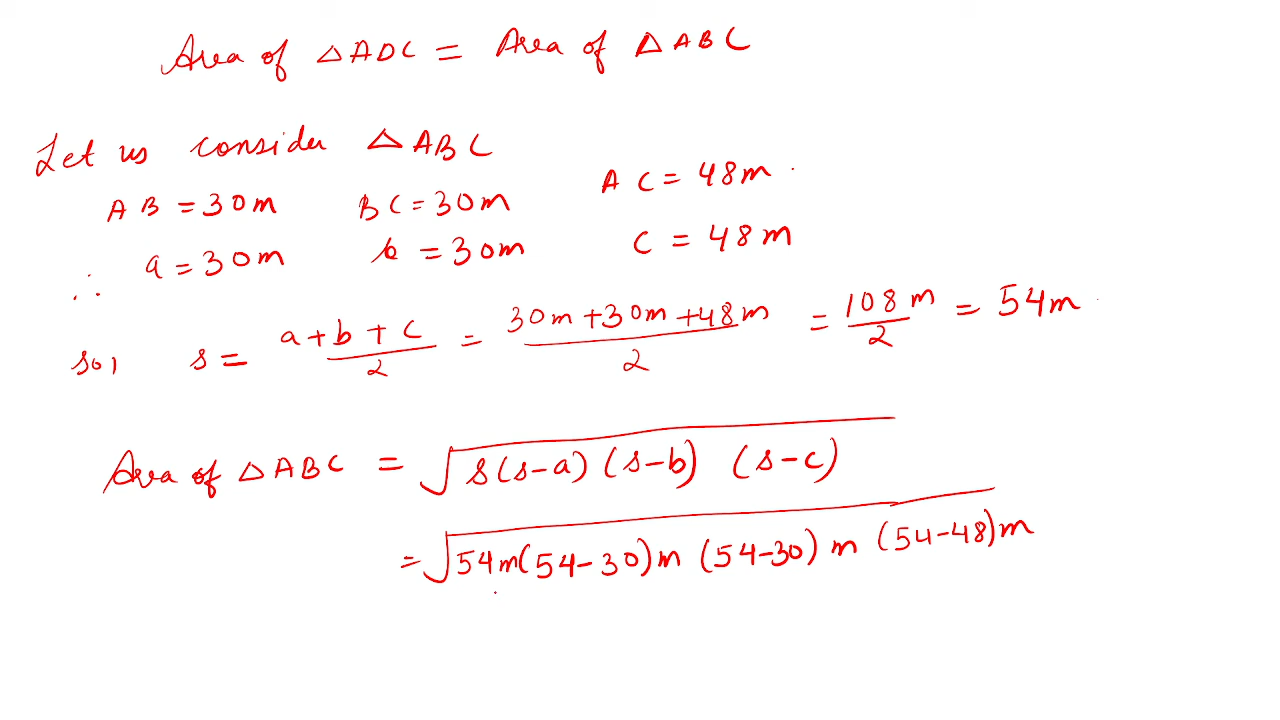 Area of △ADC = Area of △ABC
Let us consider △ABC
AB = 30m BC = 30m AC = 48m
∴ a = 30m b = 30m c = 48m
so, s = (a+b+c)/2 = (30m+30m+48m)/2 = 108m/2 = 54m
Area of △ABC = √(s(s-a)(s-b)(s-c))
= √(54m(54-30)m(54-30)m(54-48)m)